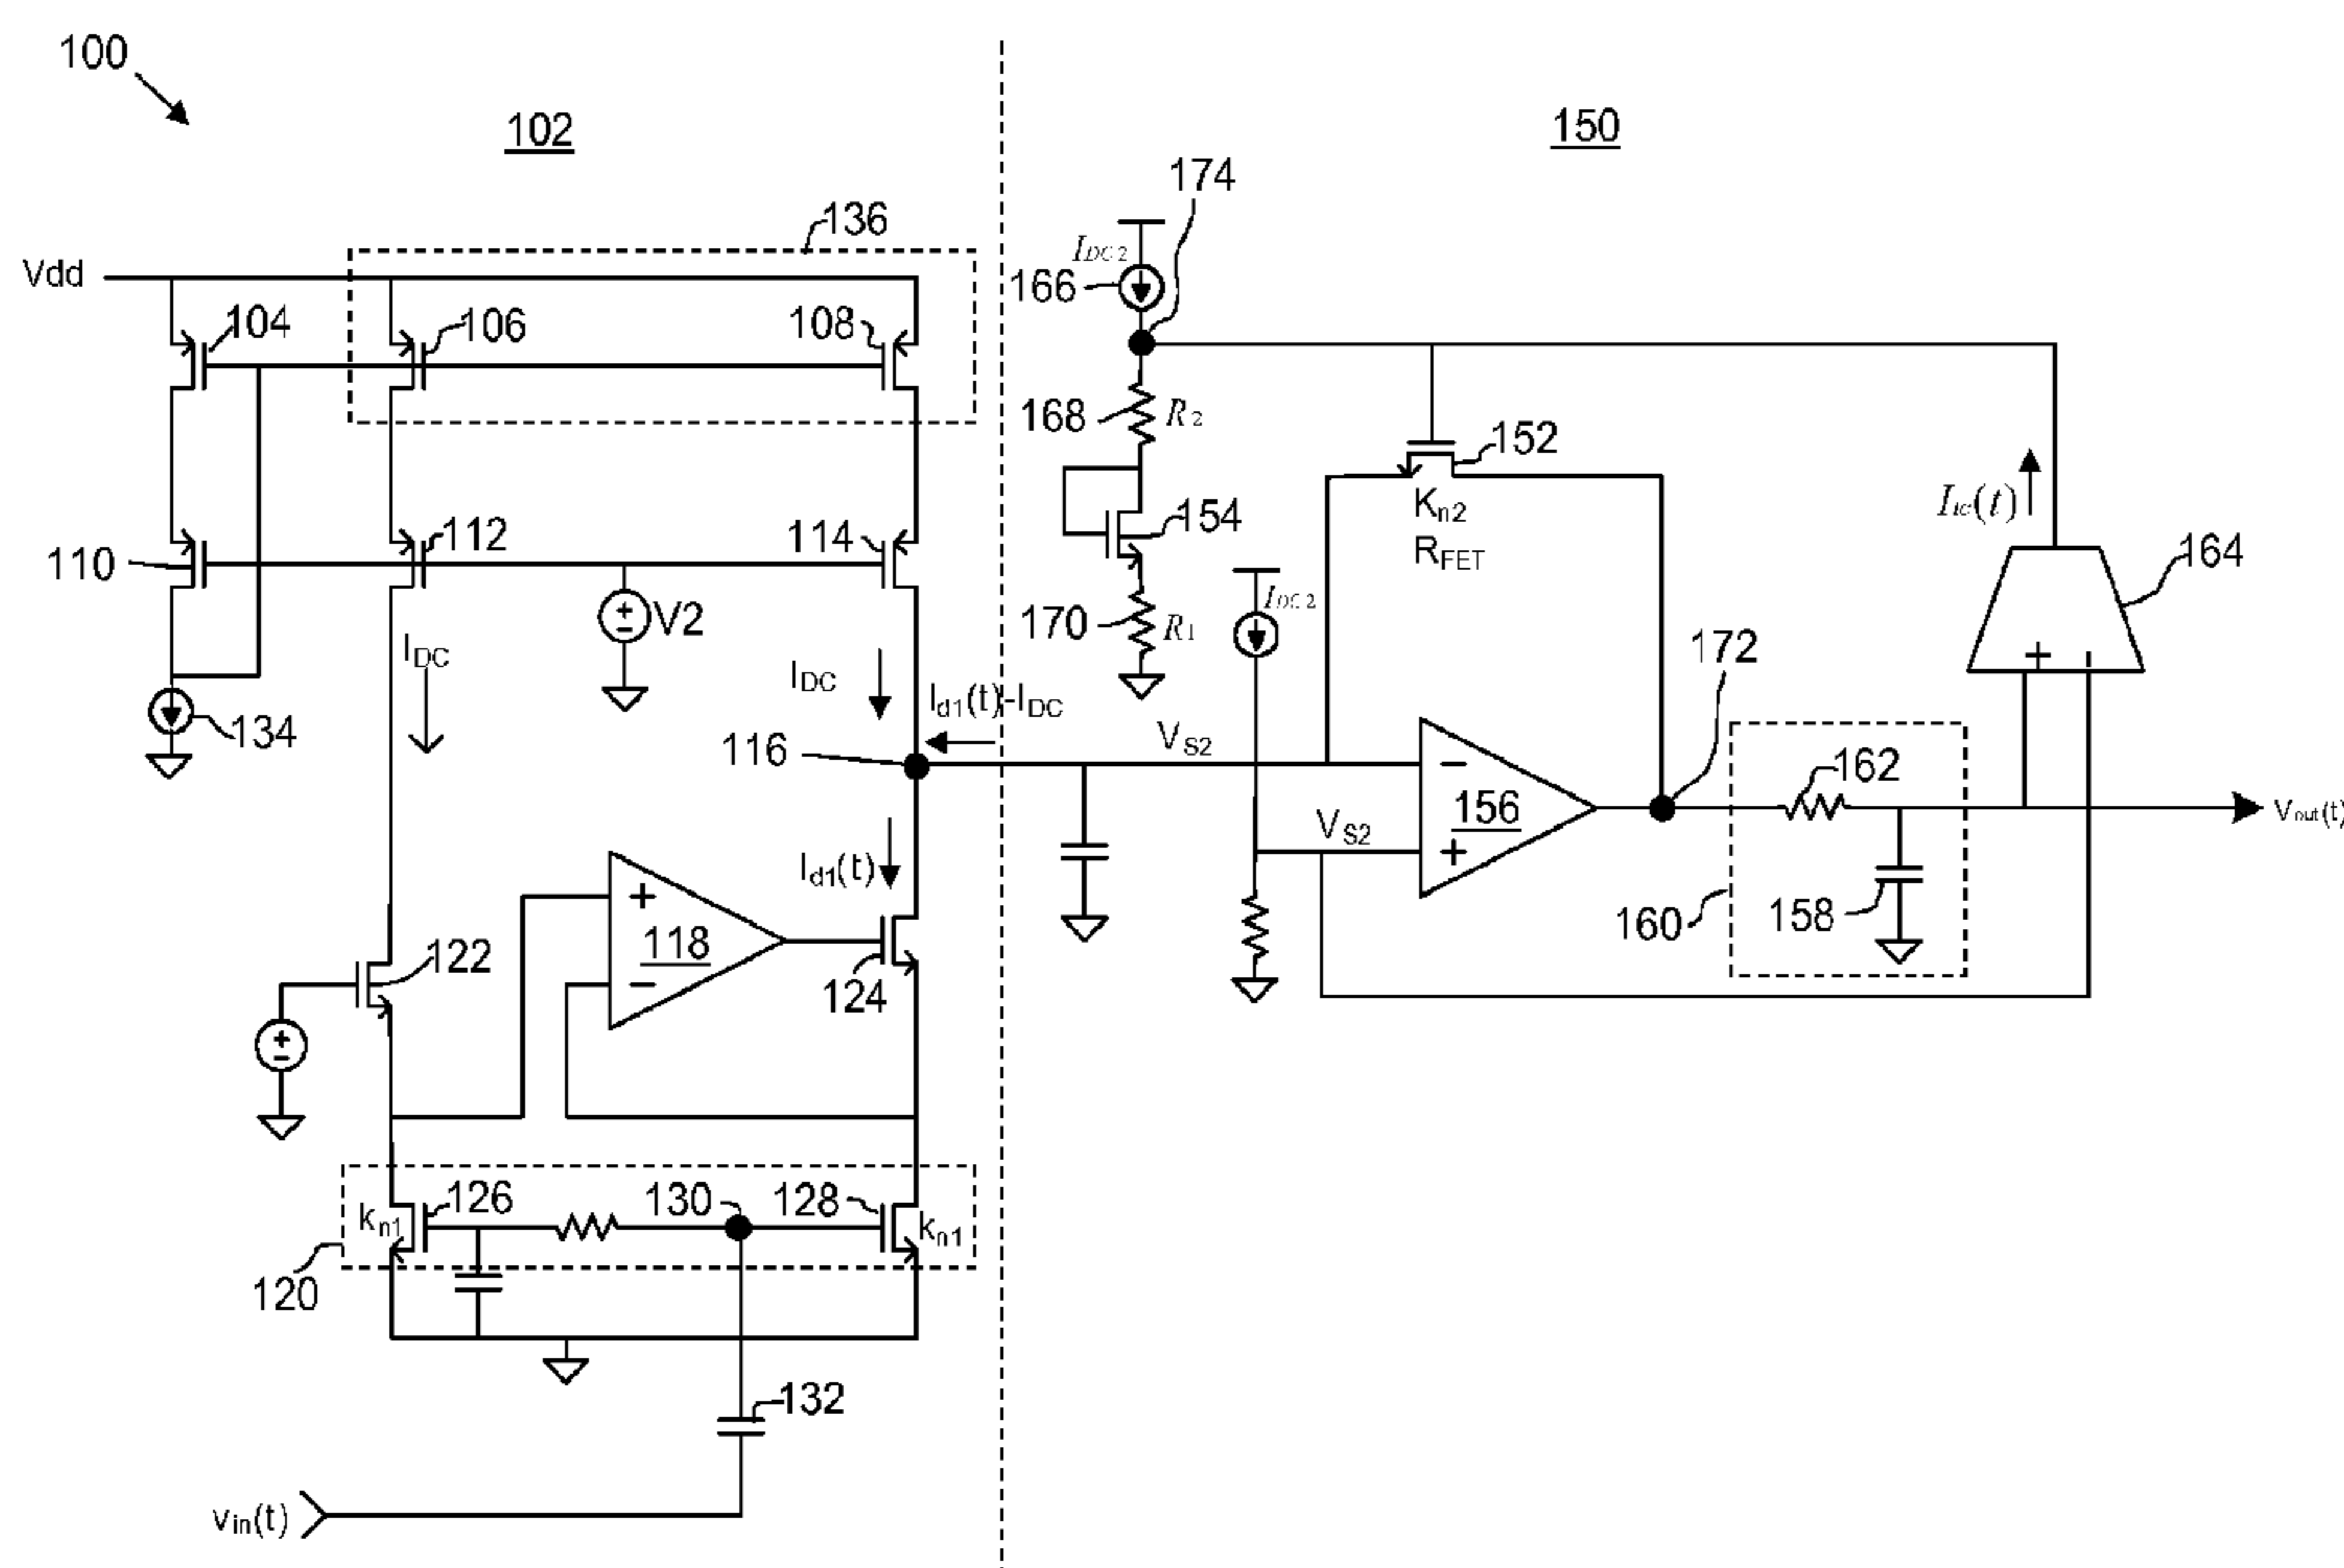 100
102
150
174
136
I_DC2
166
Vdd
104
106
108
168
R2
152
Kn2
RFET
Itc(t)
110
112
114
154
164
V2
170
R1
IDC2
172
IDC
IDC
Id1(t)-IDC
134
116
VS2
−
162
156
VS2
+
Vout(t)
160
158
+
118
−
Id1(t)
122
124
126
130
128
kn1
kn1
120
132
vin(t)